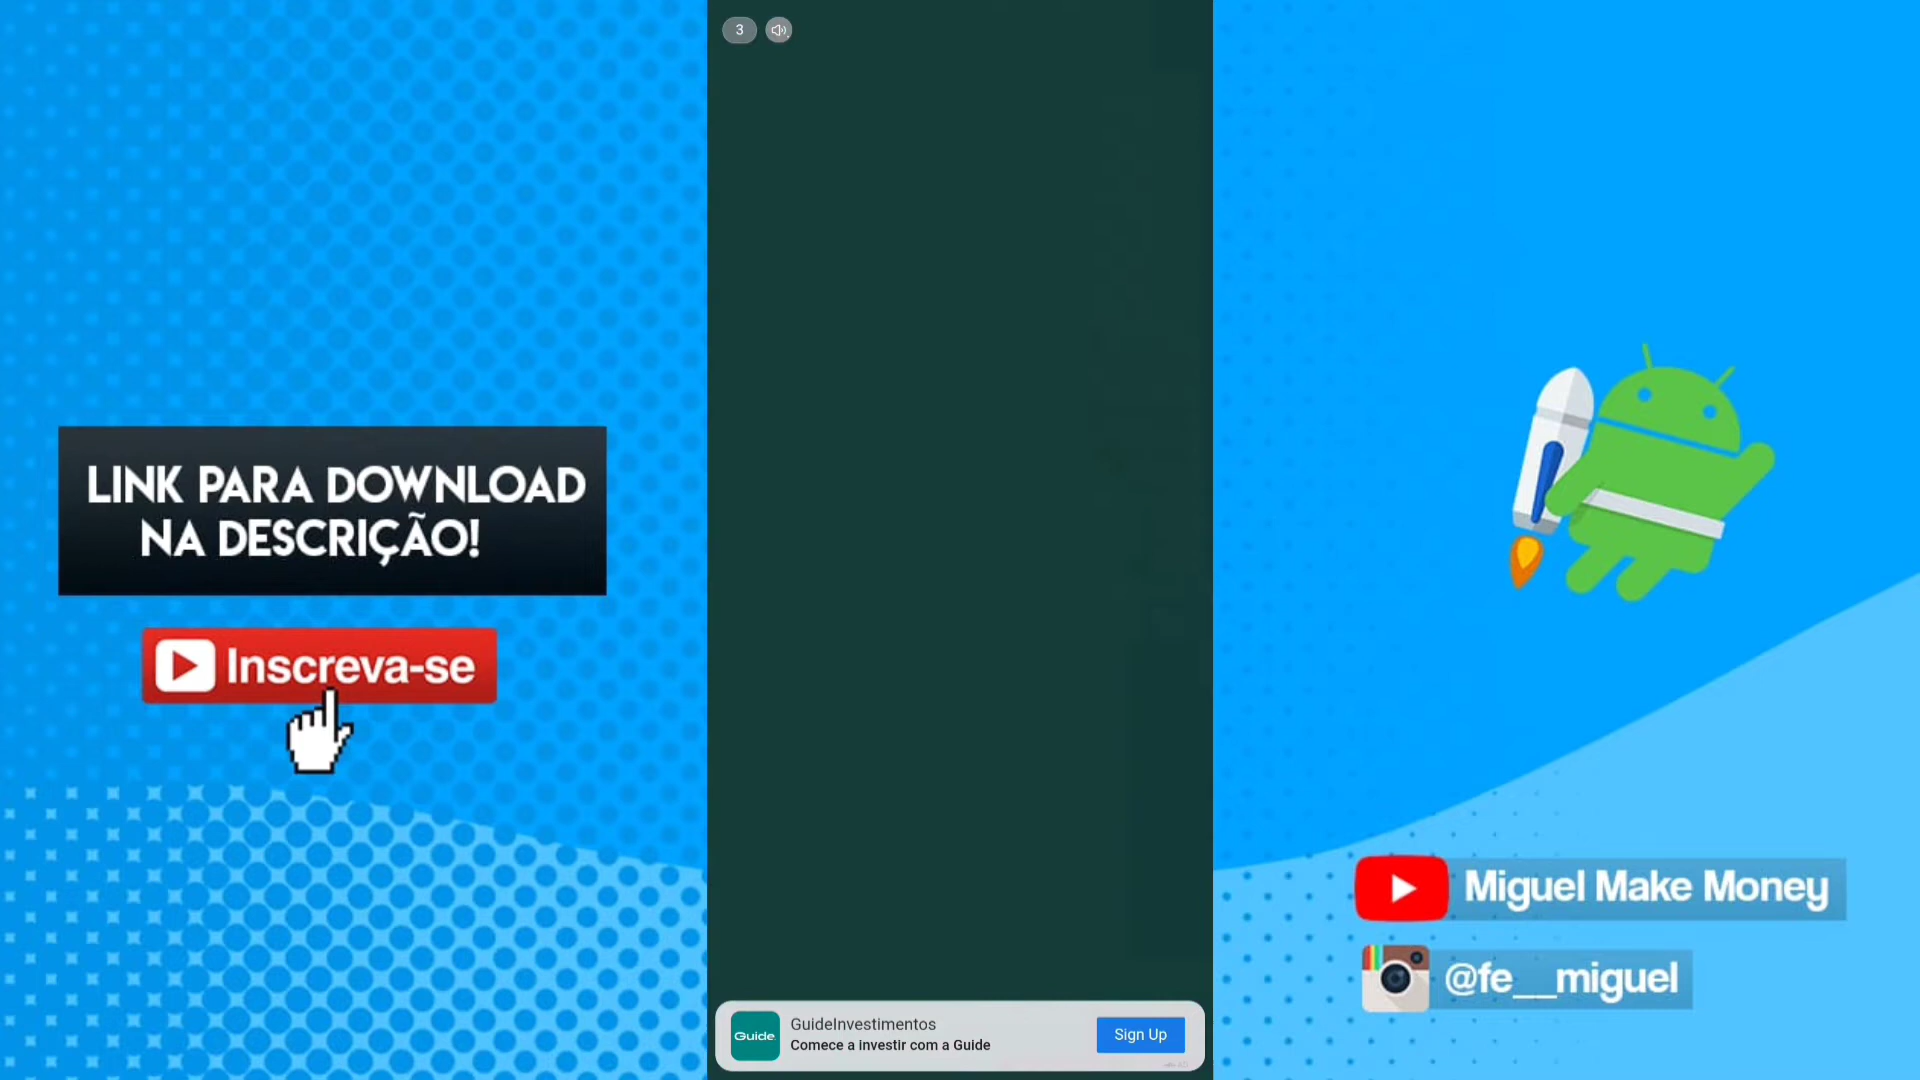 3
LINK PARA DOWNLOAD
NA DESCRIÇÃO!
Inscreva-se
Miguel Make Money
@fe__miguel
Guide
GuideInvestimentos
Comece a investir com a Guide
Sign Up